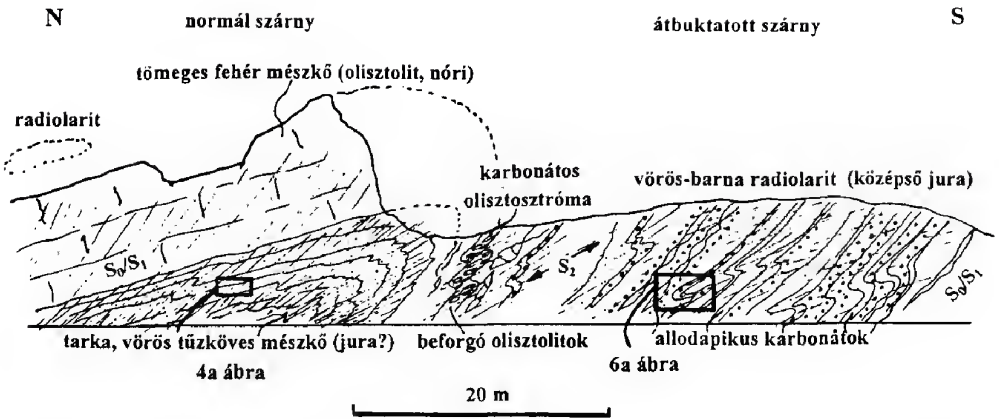 N
normál szárny
átbuktatott szárny
S
tömeges fehér mészkő (olisztolit, nóri)
radiolarit
karbonátos
olisztosztróma
vörös-barna radiolarit (középső jura)
S₀/S₁
S₂
S₀/S₁
tarka, vörös tűzköves mészkő (jura?)
beforgó olisztolitok
allodapikus karbonátok
4a ábra
6a ábra
20 m